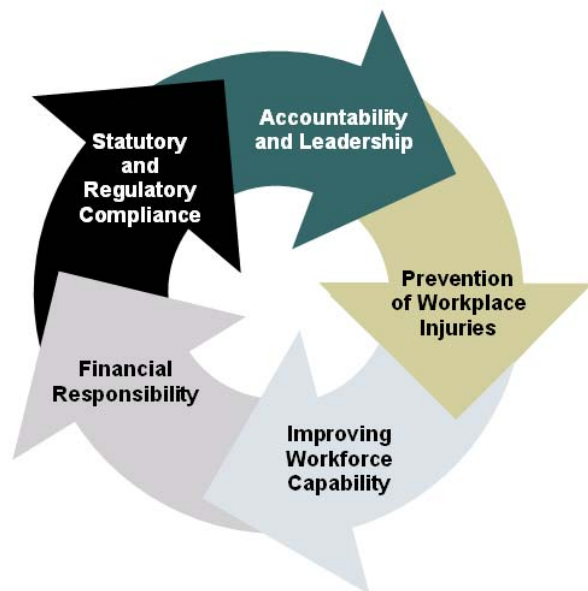 Accountability
and Leadership
Prevention
of Workplace
Injuries
Improving
Workforce
Capability
Financial
Responsibility
Statutory
and
Regulatory
Compliance